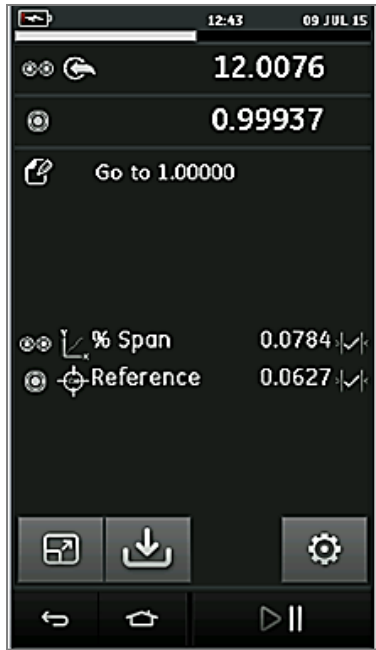 12:43 09 JUL 15
12.0076
0.99937
Go to 1.00000
Y X % Span 0.0784
Reference 0.0627